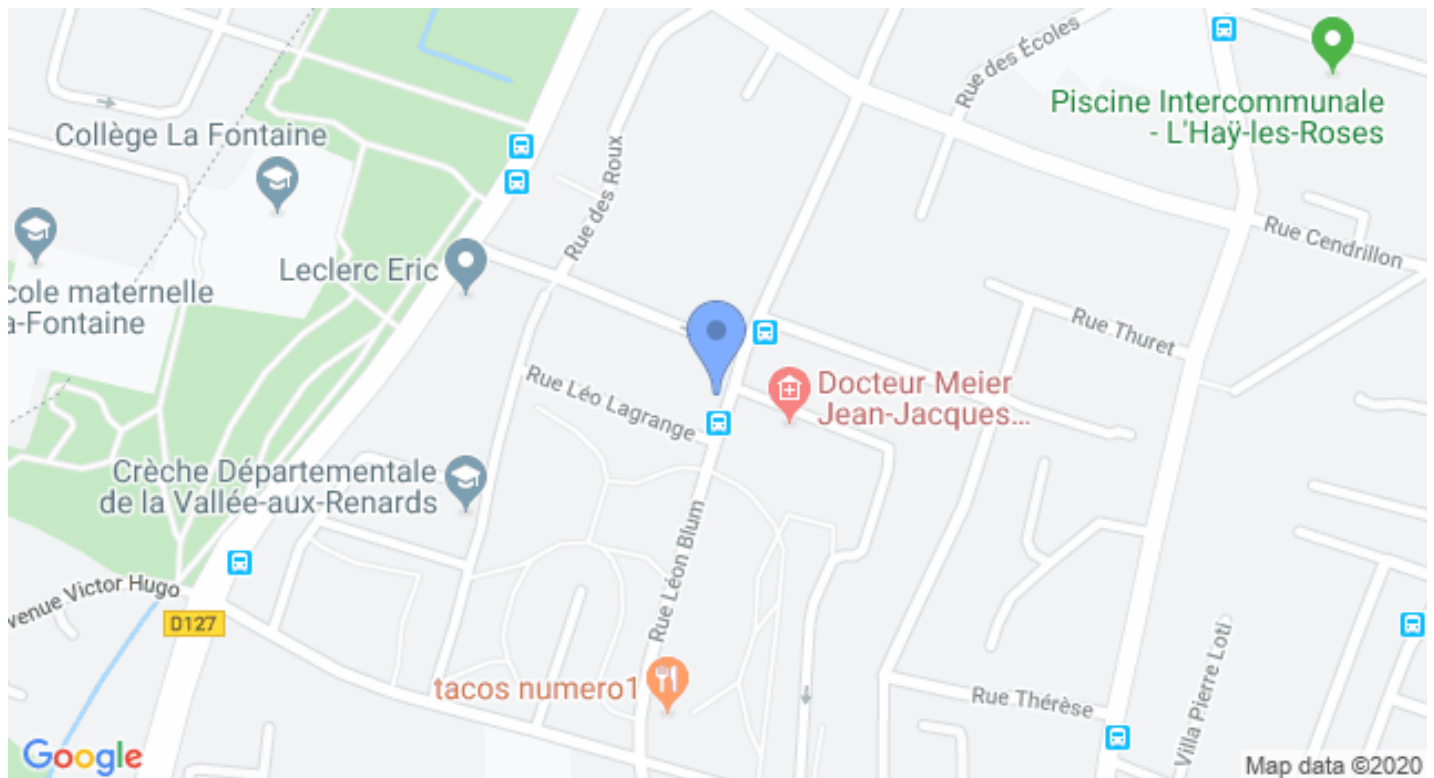 Rue des Écoles
Piscine Intercommunale
- L'Haÿ-les-Roses
Collège La Fontaine
Rue des Roux
Rue Cendrillon
Leclerc Eric
cole maternelle
a-Fontaine
Rue Thuret
Rue Léo Lagrange
Docteur Meier
Jean-Jacques...
Crèche Départementale
de la Vallée-aux-Renards
Rue Léon Blum
venue Victor Hugo
D127
Villa Pierre Loti
tacos numero1
Rue Thérèse
Google
Map data ©2020